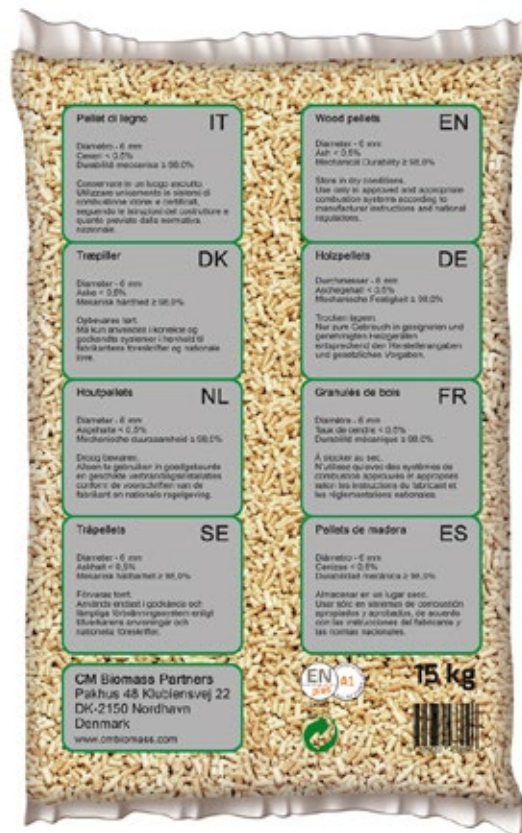 Pellet di legno IT
Diametro - 6 mm
Ceneri < 0,5%
Durabilità meccanica ≥ 98,0%
Conservare in un luogo asciutto.
Utilizzare unicamente in sistemi di
combustione idonei e certificati,
seguendo le istruzioni del costruttore e
quanto previsto dalla normativa
nazionale.
Træpiller DK
Diameter - 6 mm
Aske < 0,5%
Mekanisk hårdhed ≥ 98,0%
Opbevares tørt.
Må kun anvendes i korrekte og
godkendte systemer i henhold til
fabrikantens forskrifter og nationale
love.
Houtpellets NL
Diameter - 6 mm
Asgehalte < 0,5%
Mechanische duurzaamheid ≥ 98,0%
Droog bewaren.
Alleen te gebruiken in goedgekeurde
en geschikte verbrandingsinstallaties
conform de voorschriften van de
fabrikant en nationale regelgeving.
Träpellets SE
Diameter - 6 mm
Askhalt < 0,5%
Mekanisk hållbarhet ≥ 98,0%
Förvaras torrt.
Används endast i godkända och
lämpliga förbränningssystem enligt
tillverkarens anvisningar och
nationella föreskrifter.
CM Biomass Partners
Pakhus 48 Klubiensvej 22
DK-2150 Nordhavn
Denmark
www.cmbiomass.com
Wood pellets EN
Diameter - 6 mm
Ash < 0,5%
Mechanical Durability ≥ 98,0%
Store in dry conditions.
Use only in approved and appropriate
combustion systems according to
manufacturer instructions and national
regulations.
Holzpellets DE
Durchmesser - 6 mm
Aschegehalt < 0,5%
Mechanische Festigkeit ≥ 98,0%
Trocken lagern.
Nur zum Gebrauch in geeigneten und
genehmigten Heizgeräten
entsprechend den Herstellerangaben
und gesetzlichen Vorgaben.
Granulés de bois FR
Diamètre - 6 mm
Taux de cendre < 0,5%
Durabilité mécanique ≥ 98,0%
À stocker au sec.
N'utilisez qu'avec des systèmes de
combustion approuvés et appropriés
selon les instructions du fabricant et
les réglementations nationales.
Pellets de madera ES
Diámetro - 6 mm
Cenizas < 0,5%
Durabilidad mecánica ≥ 98,0%
Almacenar en un lugar seco.
Usar sólo en sistemas de combustión
apropiados y aprobados, de acuerdo
con las instrucciones del fabricante y
las normas nacionales.
EN
plus
A1
15 kg